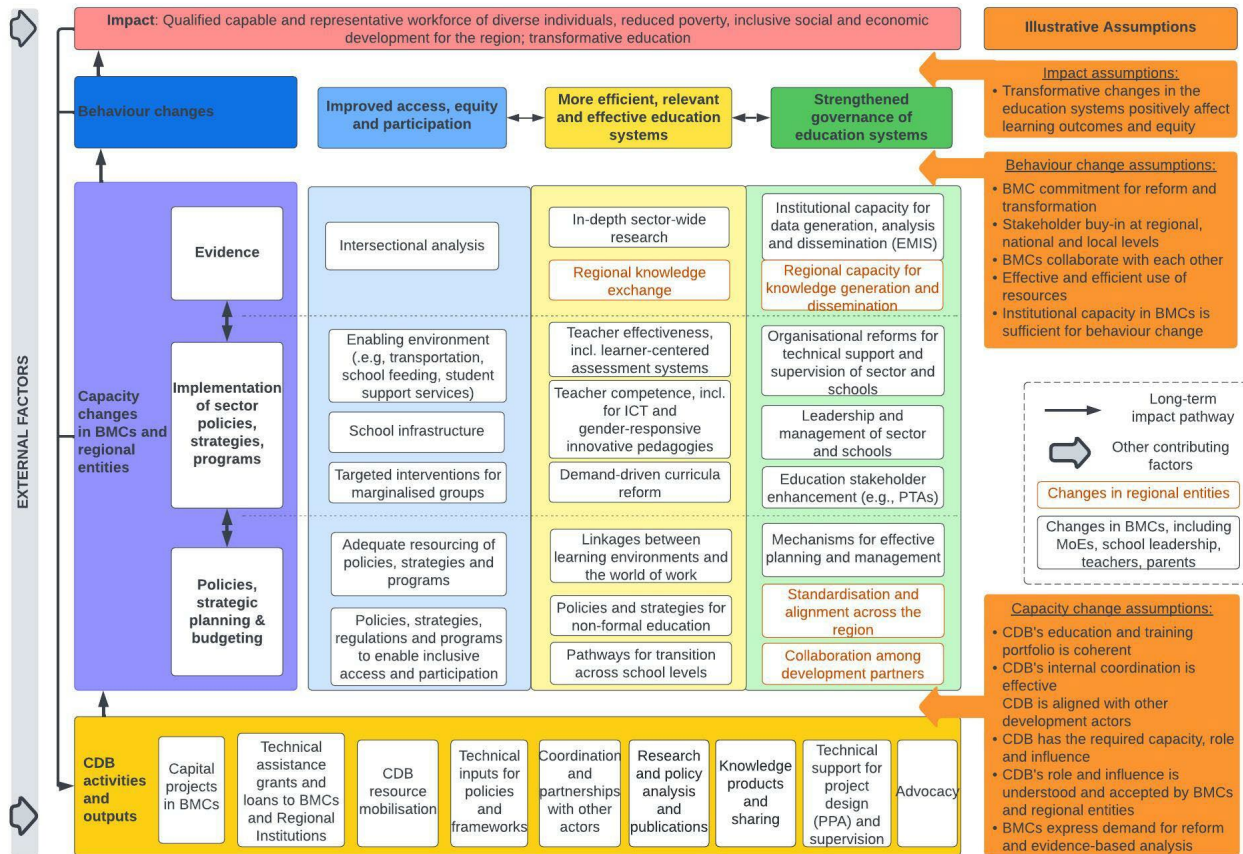 Impact: Qualified capable and representative workforce of diverse individuals, reduced poverty, inclusive social and economic
development for the region; transformative education
Illustrative Assumptions
Impact assumptions:
• Transformative changes in the
education systems positively affect
learning outcomes and equity
Behaviour changes
Improved access, equity
and participation
More efficient, relevant
and effective education
systems
Strengthened
governance of
education systems
Behaviour change assumptions:
• BMC commitment for reform and
transformation
• Stakeholder buy-in at regional,
national and local levels
• BMCs collaborate with each other
• Effective and efficient use of
resources
• Institutional capacity in BMCs is
sufficient for behaviour change
EXTERNAL FACTORS
Capacity
changes
in BMCs and
regional
entities
Evidence
Intersectional analysis
In-depth sector-wide
research
Regional knowledge
exchange
Institutional capacity for
data generation, analysis
and dissemination (EMIS)
Regional capacity for
knowledge generation and
dissemination
Implementation
of sector
policies,
strategies,
programs
Enabling environment
(.e.g, transportation,
school feeding, student
support services)
School infrastructure
Targeted interventions for
marginalised groups
Teacher effectiveness,
incl. learner-centered
assessment systems
Teacher competence, incl.
for ICT and
gender-responsive
innovative pedagogies
Demand-driven curricula
reform
Organisational reforms for
technical support and
supervision of sector and
schools
Leadership and
management of sector
and schools
Education stakeholder
enhancement (e.g., PTAs)
Policies,
strategic
planning &
budgeting
Adequate resourcing of
policies, strategies and
programs
Policies, strategies,
regulations and programs
to enable inclusive
access and participation
Linkages between
learning environments and
the world of work
Policies and strategies for
non-formal education
Pathways for transition
across school levels
Mechanisms for effective
planning and management
Standardisation and
alignment across the
region
Collaboration among
development partners
Long-term
impact pathway
Other contributing
factors
Changes in regional entities
Changes in BMCs, including
MoEs, school leadership,
teachers, parents
Capacity change assumptions:
• CDB's education and training
portfolio is coherent
• CDB's internal coordination is
effective
CDB is aligned with other
development actors
• CDB has the required capacity, role
and influence
• CDB's role and influence is
understood and accepted by BMCs
and regional entities
• BMCs express demand for reform
and evidence-based analysis
CDB
activities
and
outputs
Capital
projects
in BMCs
Technical
assistance
grants and
loans to BMCs
and Regional
Institutions
CDB
resource
mobilisation
Technical
inputs for
policies and
frameworks
Coordination
and
partnerships
with other
actors
Research
and policy
analysis
and
publications
Knowledge
products
and
sharing
Technical
support for
project
design
(PPA) and
supervision
Advocacy